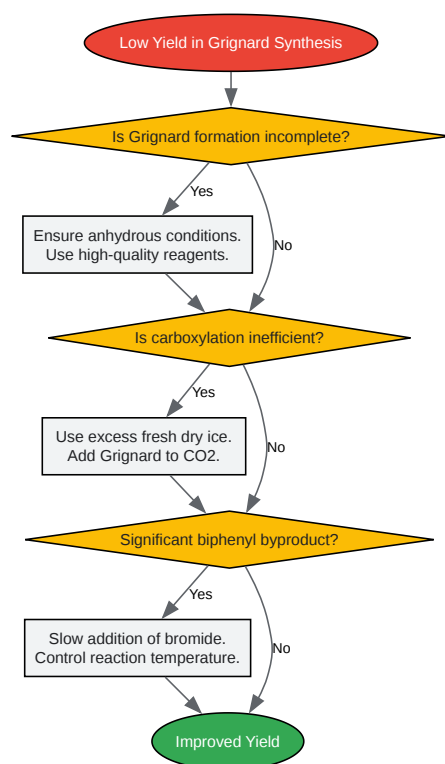 Low Yield in Grignard Synthesis
Is Grignard formation incomplete?
Yes
Ensure anhydrous conditions.
Use high-quality reagents.
No
Is carboxylation inefficient?
Yes
Use excess fresh dry ice.
Add Grignard to CO2.
No
Significant biphenyl byproduct?
Yes
Slow addition of bromide.
Control reaction temperature.
No
Improved Yield